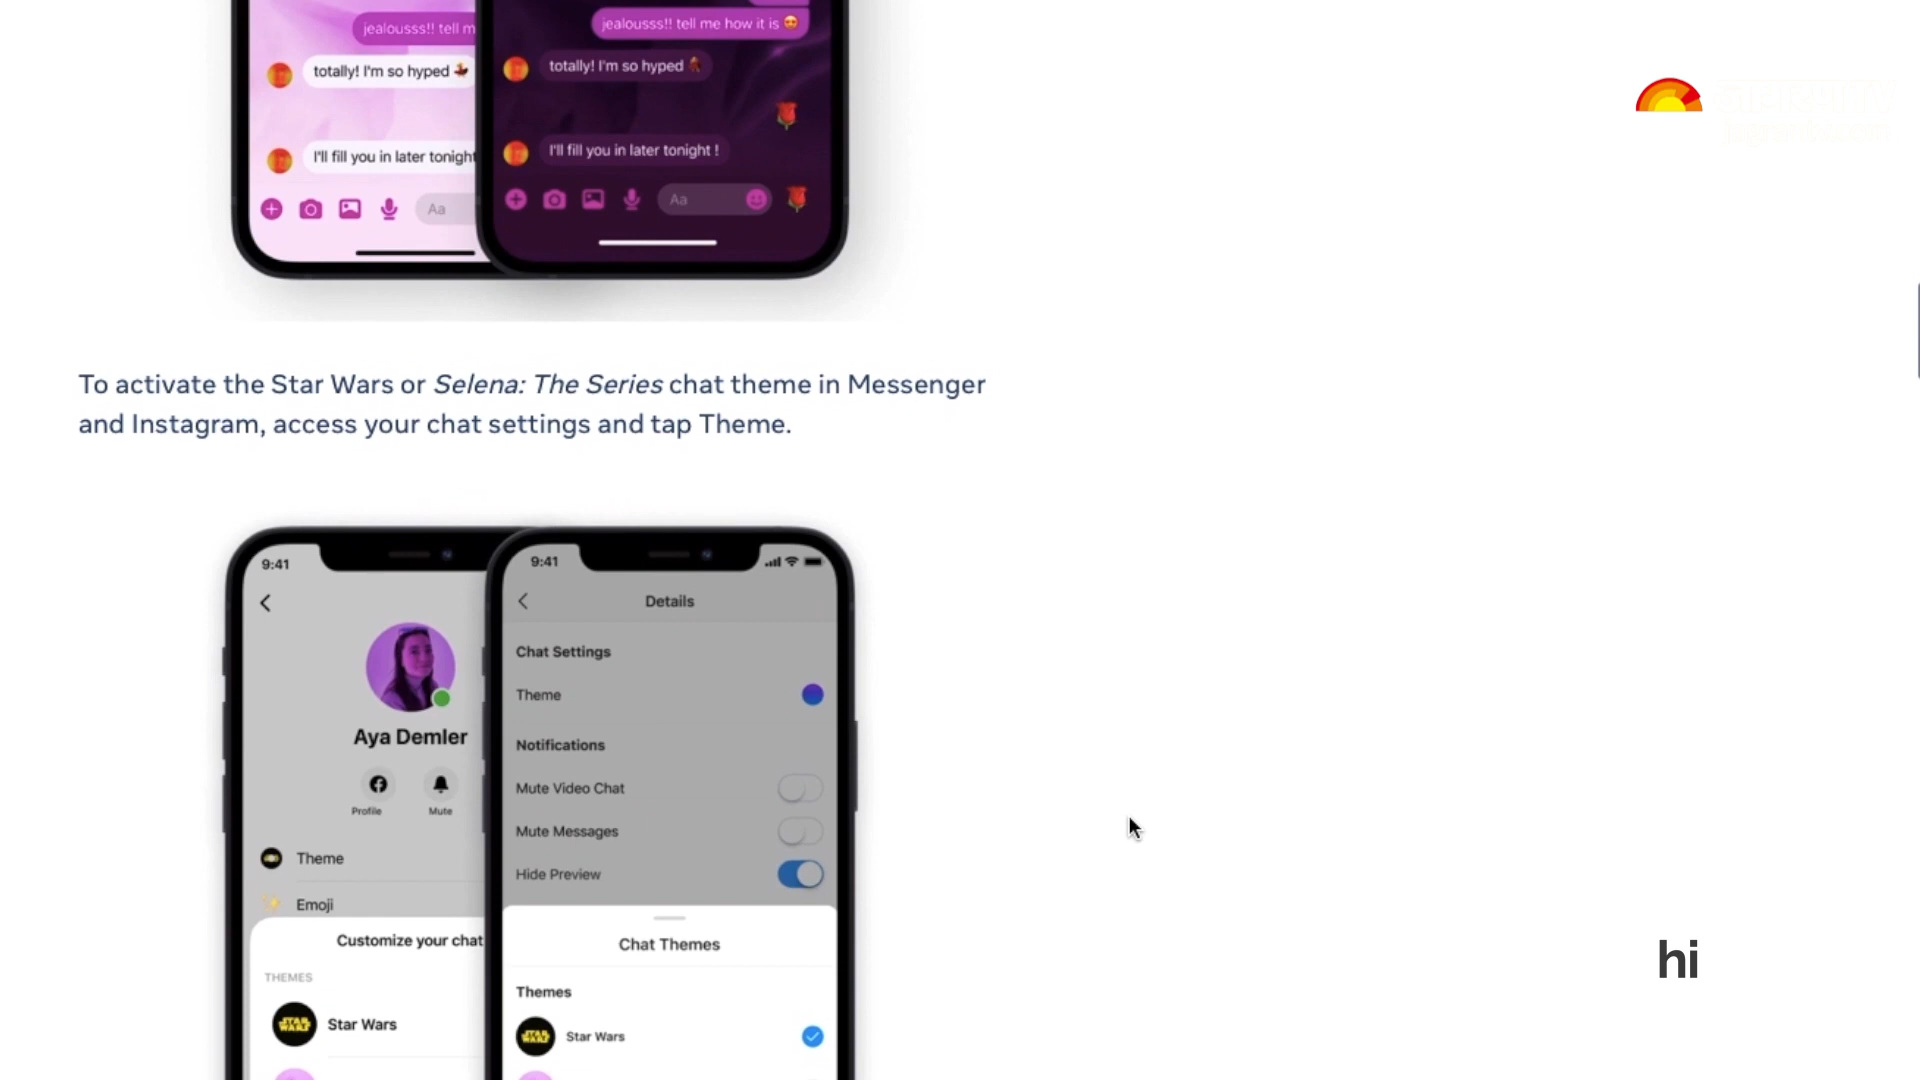 jealousss!! tell m
jealousss!! tell me how it is
totally! I'm so hyped
totally! I'm so hyped
I'll fill you in later tonight
I'll fill you in later tonight !
Aa
Aa
To activate the Star Wars or Selena: The Series chat theme in Messenger
and Instagram, access your chat settings and tap Theme.
9:41
Aya Demler
Profile
Mute
Theme
Emoji
Customize your chat
THEMES
STAR WARS
Star Wars
9:41
Details
Chat Settings
Theme
Notifications
Mute Video Chat
Mute Messages
Hide Preview
Chat Themes
Themes
STAR WARS
Star Wars
hi